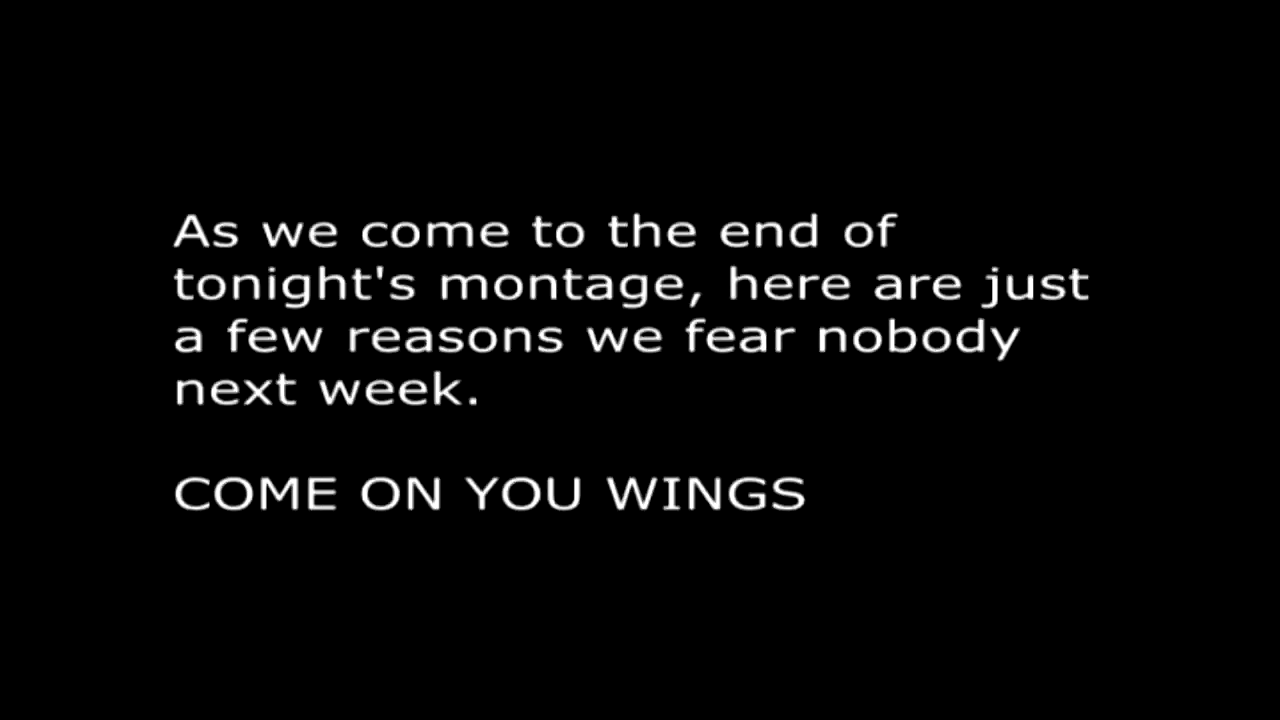 As we come to the end of
tonight's montage, here are just
a few reasons we fear nobody
next week.
COME ON YOU WINGS